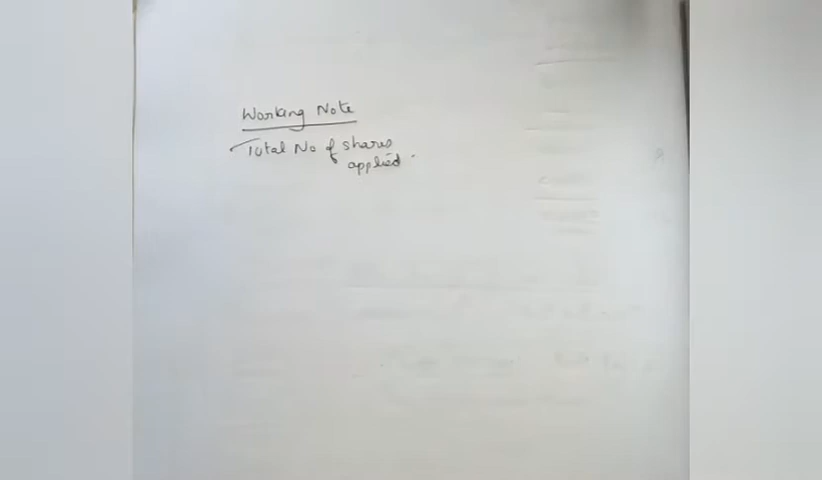 Working Note
Total No of shares
applied